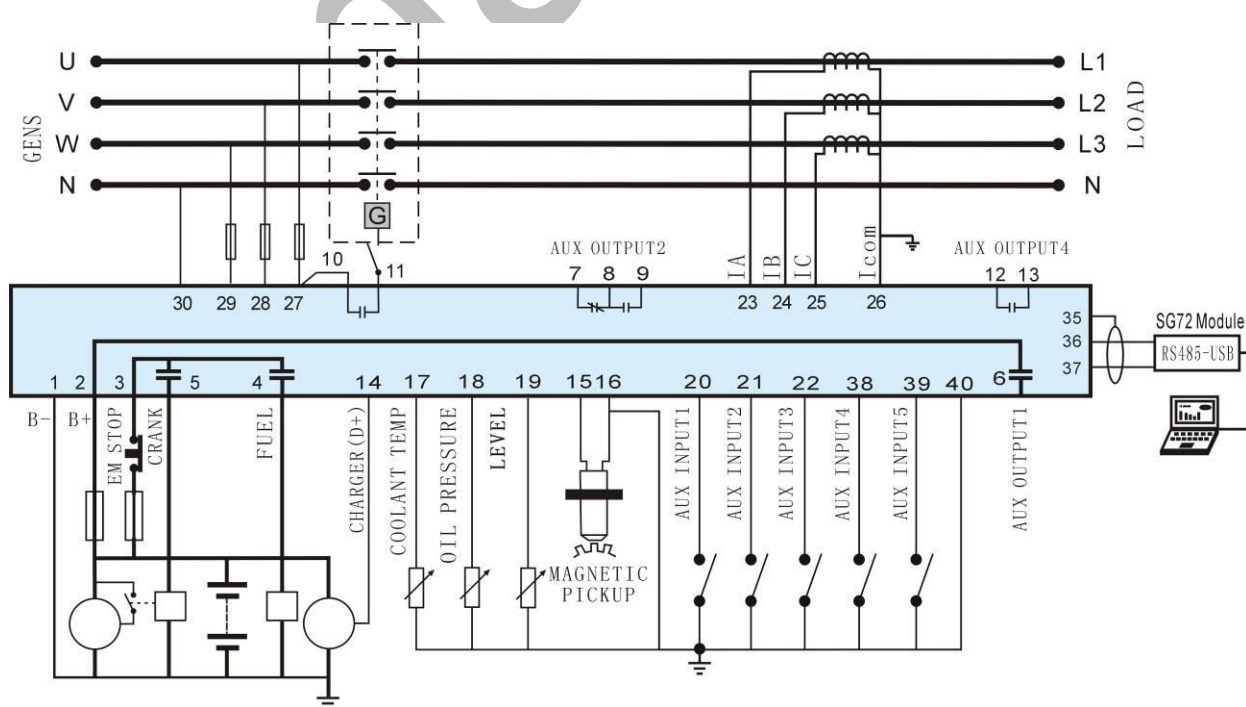 U
L1
V
L2
GENS
LOAD
W
L3
N
N
G
10
11
AUX OUTPUT2
7 8 9
IA
IB
IC
Icom
AUX OUTPUT4
12 13
30 29 28 27
23 24 25 26
35
36
37
SG72 Module
RS485-USB
1 2 3 5 4 14 17 18 19 15 16 20 21 22 38 39 40 6
B-
B+
EM STOP
CRANK
FUEL
CHARGER(D+)
COOLANT TEMP
OIL PRESSURE
LEVEL
MAGNETIC
PICKUP
AUX INPUT1
AUX INPUT2
AUX INPUT3
AUX INPUT4
AUX INPUT5
AUX OUTPUT1